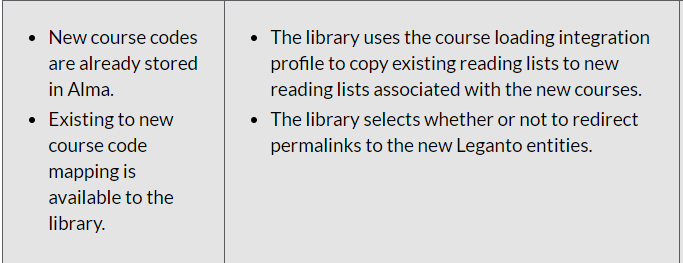 • New course codes
are already stored
in Alma.
• Existing to new
course code
mapping is
available to the
library.
• The library uses the course loading integration
profile to copy existing reading lists to new
reading lists associated with the new courses.
• The library selects whether or not to redirect
permalinks to the new Leganto entities.